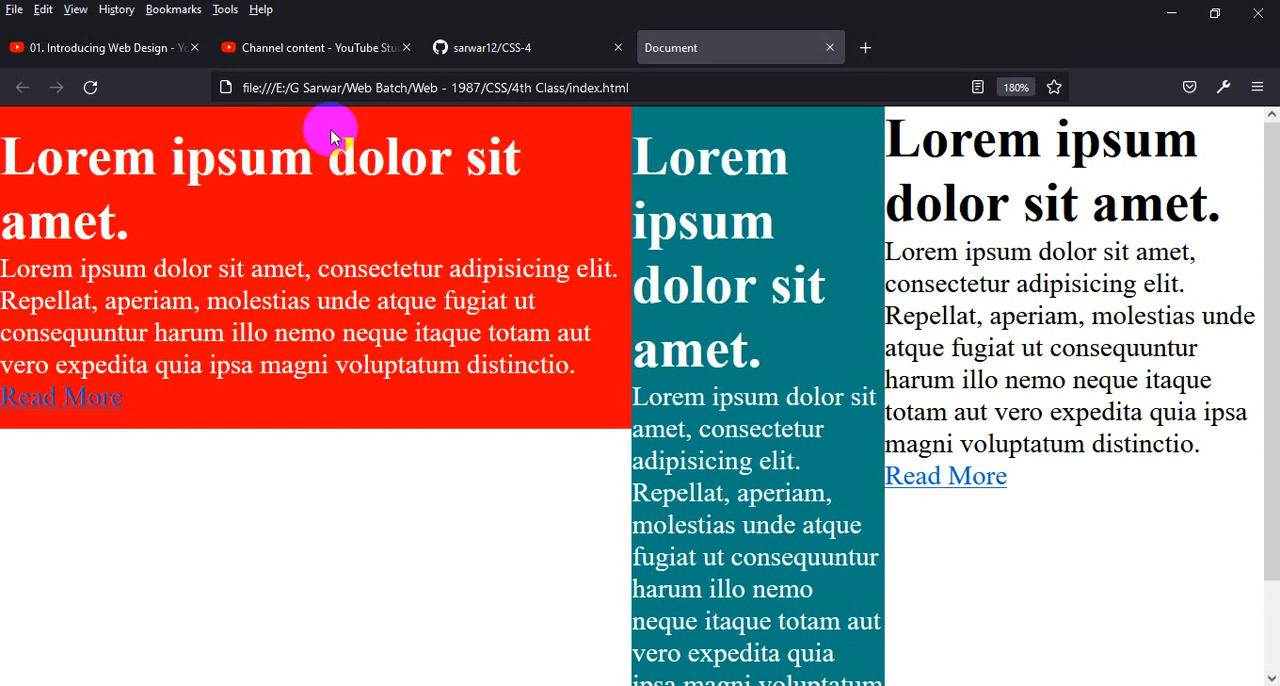 File Edit View History Bookmarks Tools Help
01. Introducing Web Design - Yo
Channel content - YouTube Stu
sarwar12/CSS-4
Document
file:///E:/G Sarwar/Web Batch/Web - 1987/CSS/4th Class/index.html
180%
Lorem ipsum dolor sit
amet.
Lorem ipsum dolor sit amet, consectetur adipisicing elit.
Repellat, aperiam, molestias unde atque fugiat ut
consequuntur harum illo nemo neque itaque totam aut
vero expedita quia ipsa magni voluptatum distinctio.
Read More
Lorem
ipsum
dolor sit
amet.
Lorem ipsum dolor sit
amet, consectetur
adipisicing elit.
Repellat, aperiam,
molestias unde atque
fugiat ut consequuntur
harum illo nemo
neque itaque totam aut
vero expedita quia
ipsa magni voluptatum
Lorem ipsum
dolor sit amet.
Lorem ipsum dolor sit amet,
consectetur adipisicing elit.
Repellat, aperiam, molestias unde
atque fugiat ut consequuntur
harum illo nemo neque itaque
totam aut vero expedita quia ipsa
magni voluptatum distinctio.
Read More